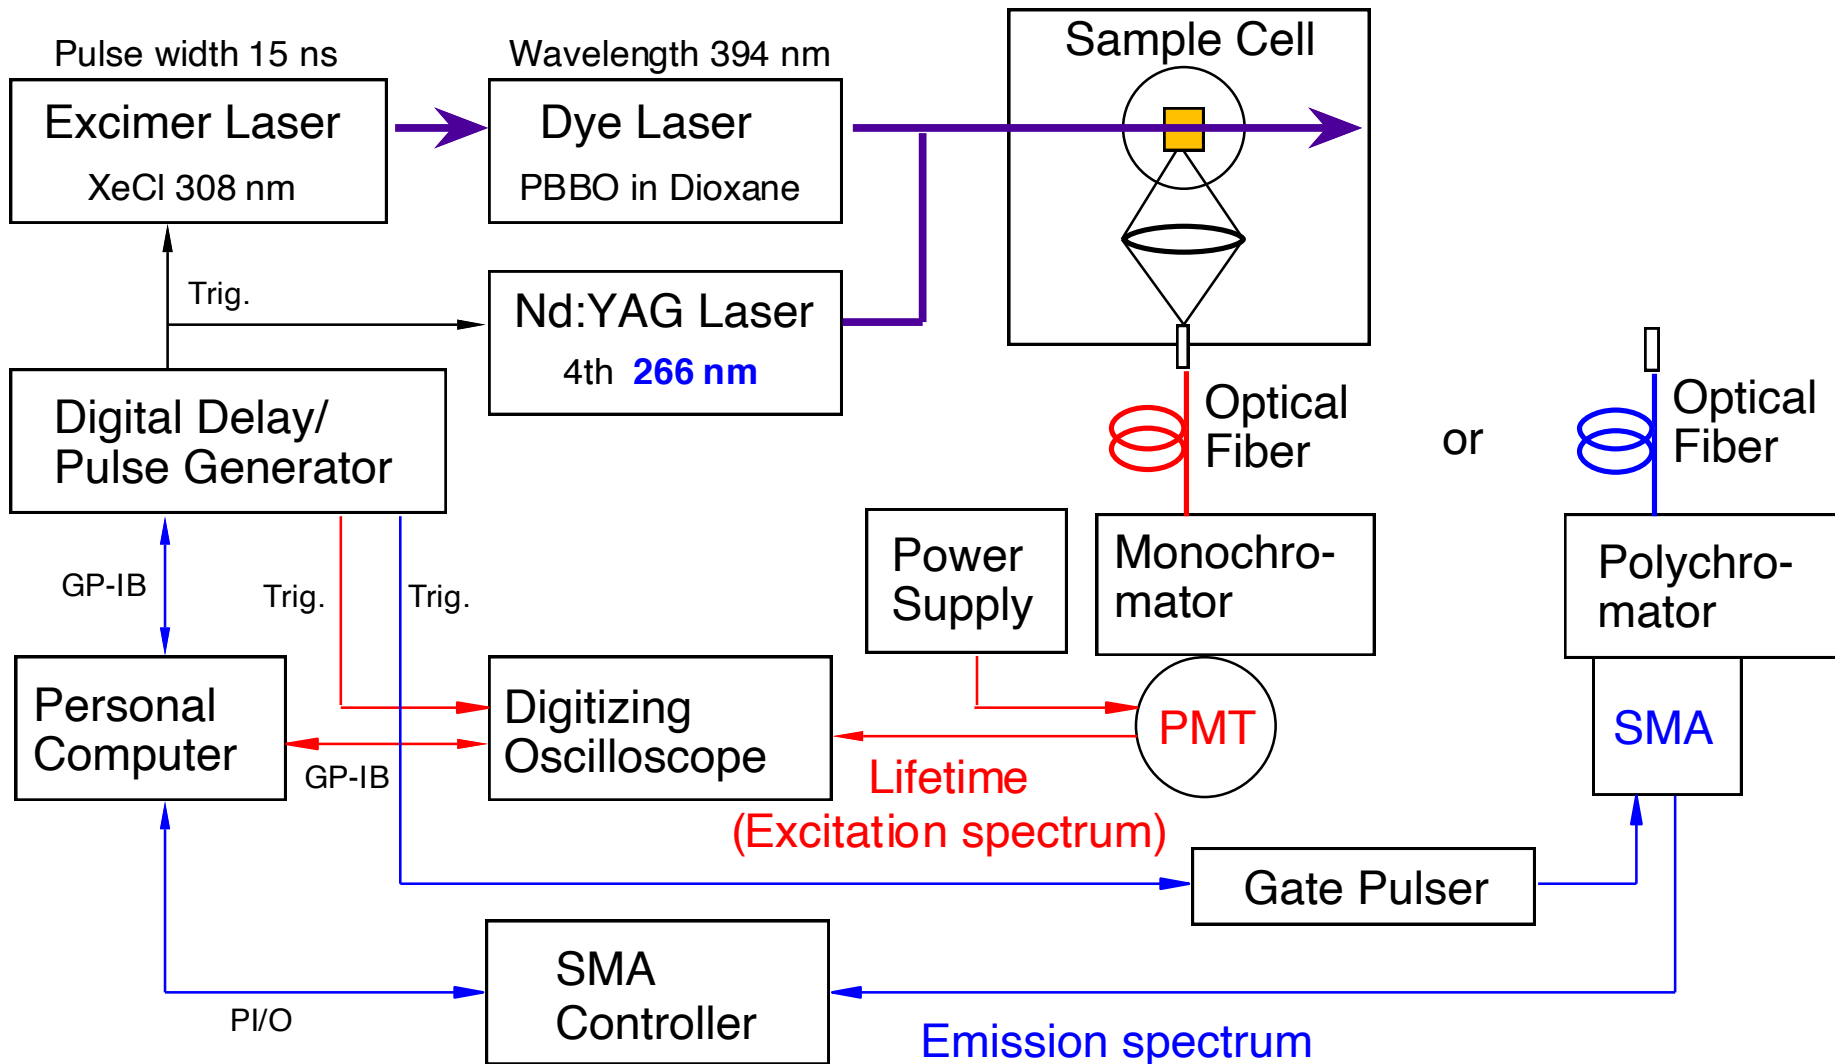 Pulse width 15 ns
Excimer Laser
XeCl 308 nm
Wavelength 394 nm
Dye Laser
PBBO in Dioxane
Sample Cell
Trig.
Nd:YAG Laser
4th 266 nm
Digital Delay/
Pulse Generator
Optical
Fiber
or
Optical
Fiber
GP-IB
Trig.
Trig.
Power
Supply
Monochro-
mator
Polychro-
mator
Personal
Computer
GP-IB
Digitizing
Oscilloscope
PMT
SMA
Lifetime
(Excitation spectrum)
Gate Pulser
PI/O
SMA
Controller
Emission spectrum